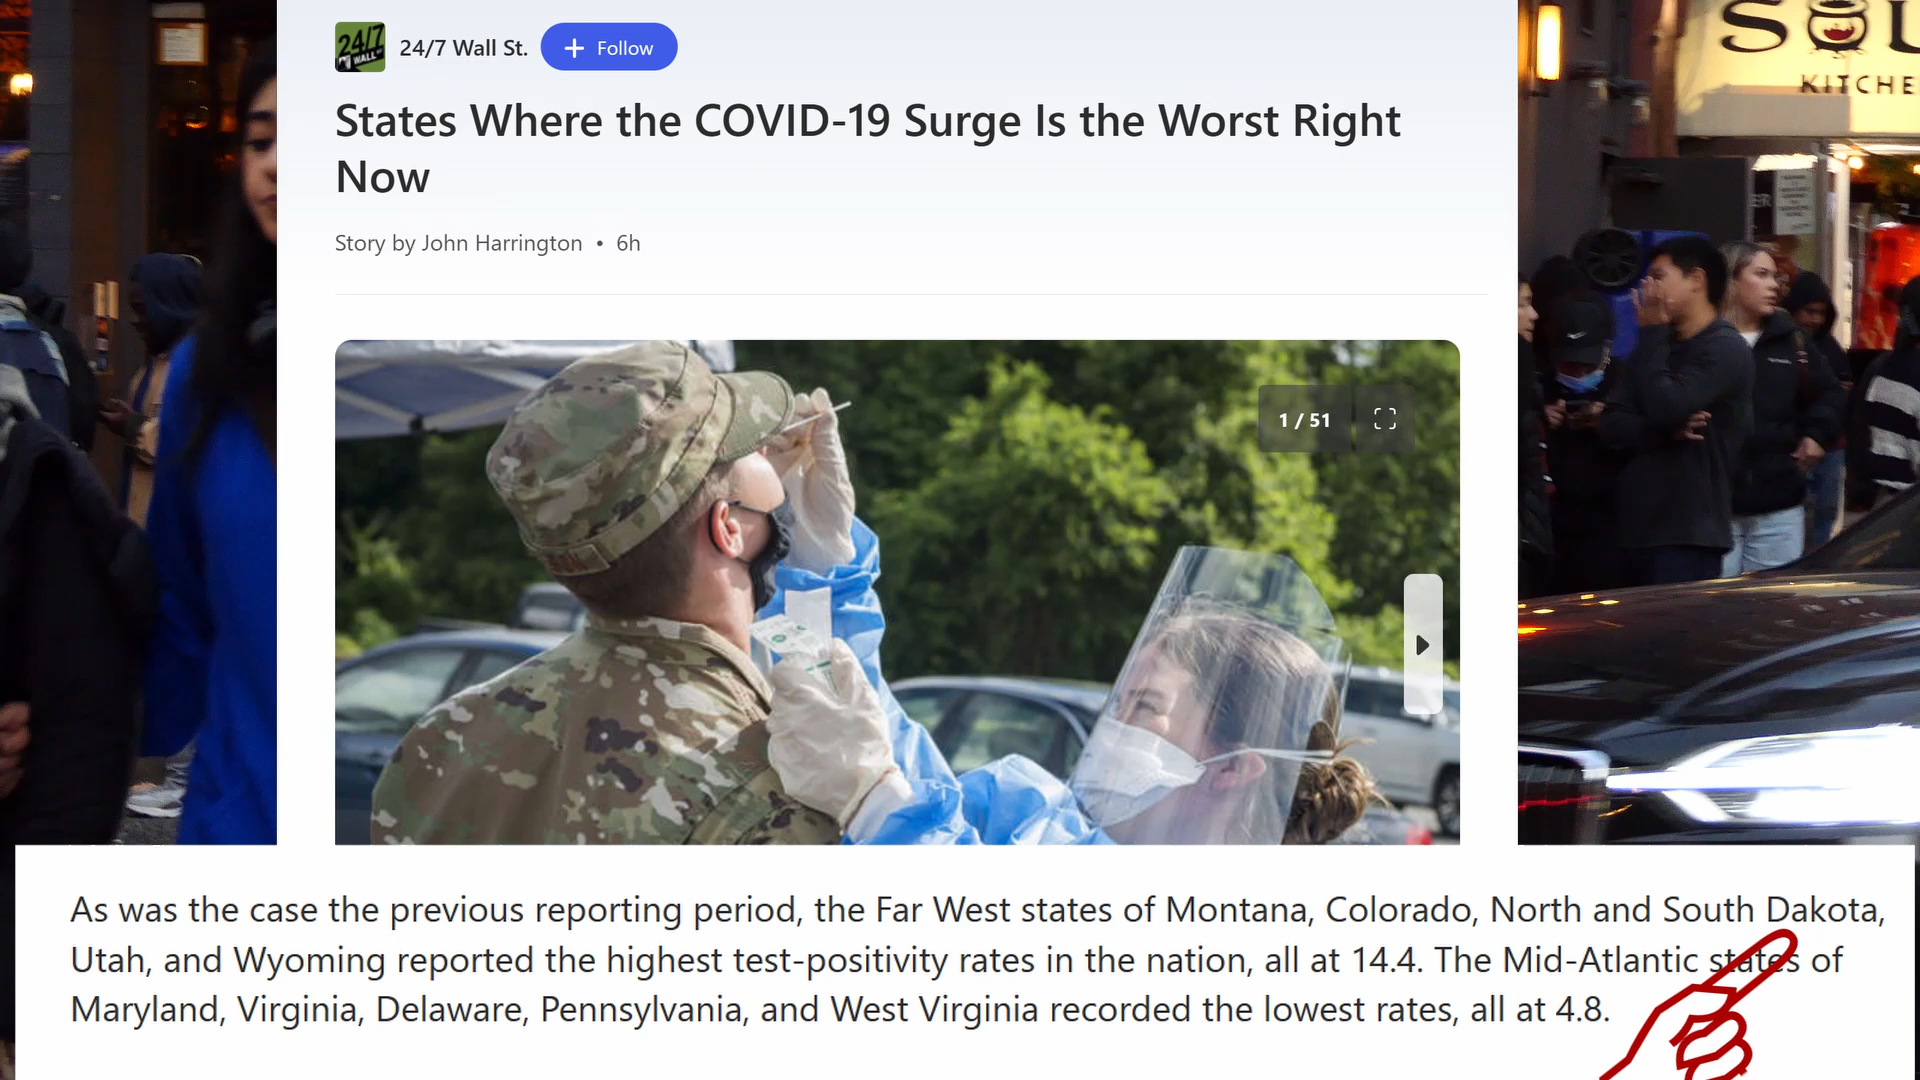 24/7
WALL ST
24/7 Wall St.
+ Follow
States Where the COVID-19 Surge Is the Worst Right
Now
Story by John Harrington • 6h
1 / 51
As was the case the previous reporting period, the Far West states of Montana, Colorado, North and South Dakota,
Utah, and Wyoming reported the highest test-positivity rates in the nation, all at 14.4. The Mid-Atlantic states of
Maryland, Virginia, Delaware, Pennsylvania, and West Virginia recorded the lowest rates, all at 4.8.